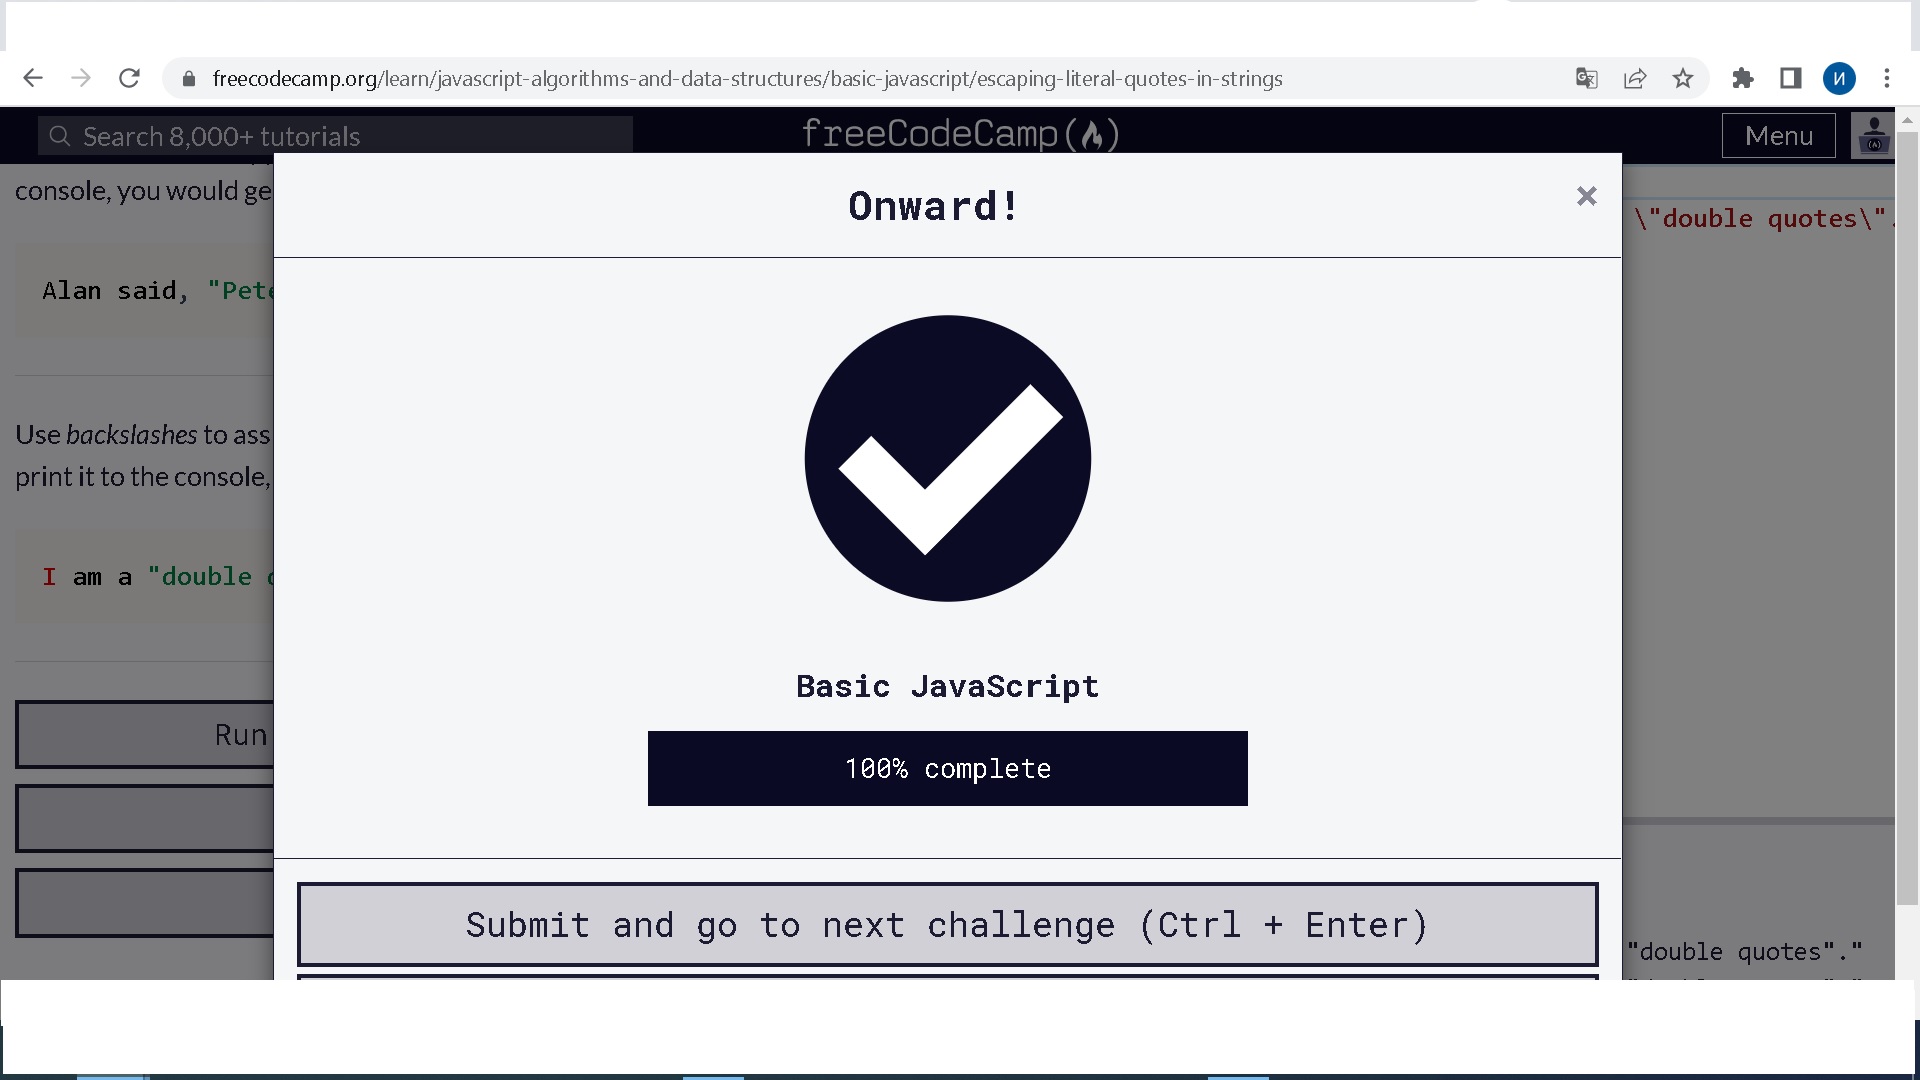 freecodecamp.org/learn/javascript-algorithms-and-data-structures/basic-javascript/escaping-literal-quotes-in-strings
И
Search 8,000+ tutorials
freeCodeCamp(🔥)
Menu
(A)
console, you would ge
\"double quotes\".
Alan said, "Pete
Use backslashes to ass
print it to the console,
I am a "double
Run
Onward!
×
Basic JavaScript
100% complete
Submit and go to next challenge (Ctrl + Enter)
"double quotes"."